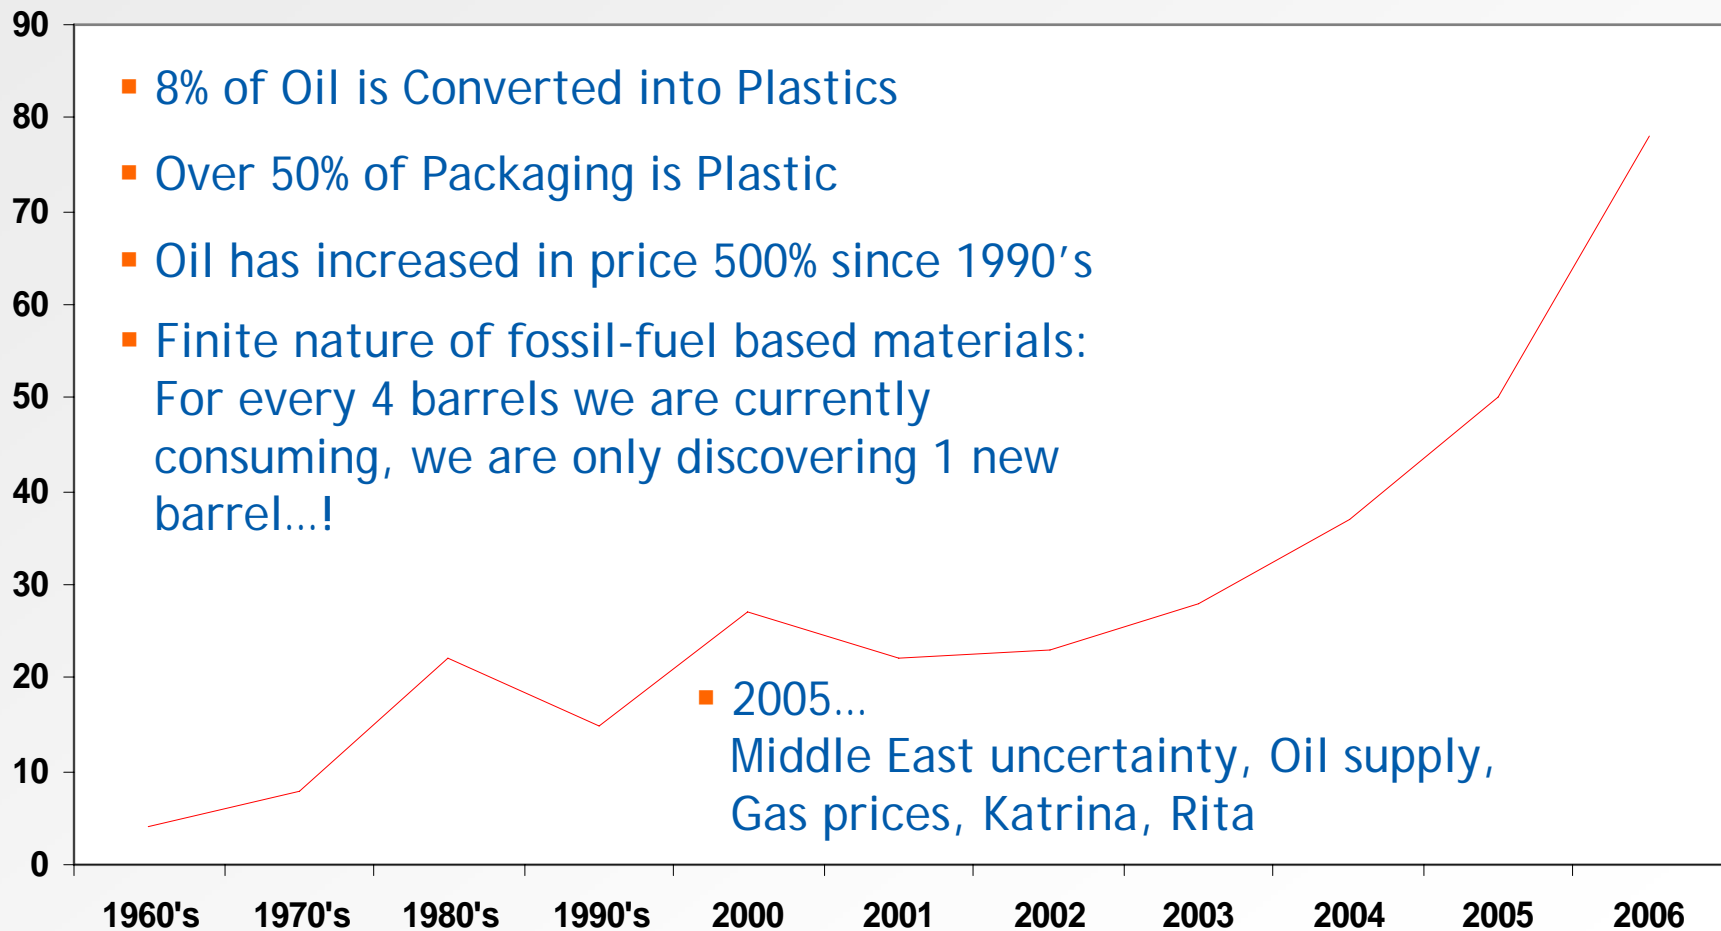 90
80
70
60
50
40
30
20
10
0
▪ 8% of Oil is Converted into Plastics
▪ Over 50% of Packaging is Plastic
▪ Oil has increased in price 500% since 1990’s
▪ Finite nature of fossil-fuel based materials:
For every 4 barrels we are currently
consuming, we are only discovering 1 new
barrel...!
▪ 2005...
Middle East uncertainty, Oil supply,
Gas prices, Katrina, Rita
1960's 1970's 1980's 1990's 2000 2001 2002 2003 2004 2005 2006